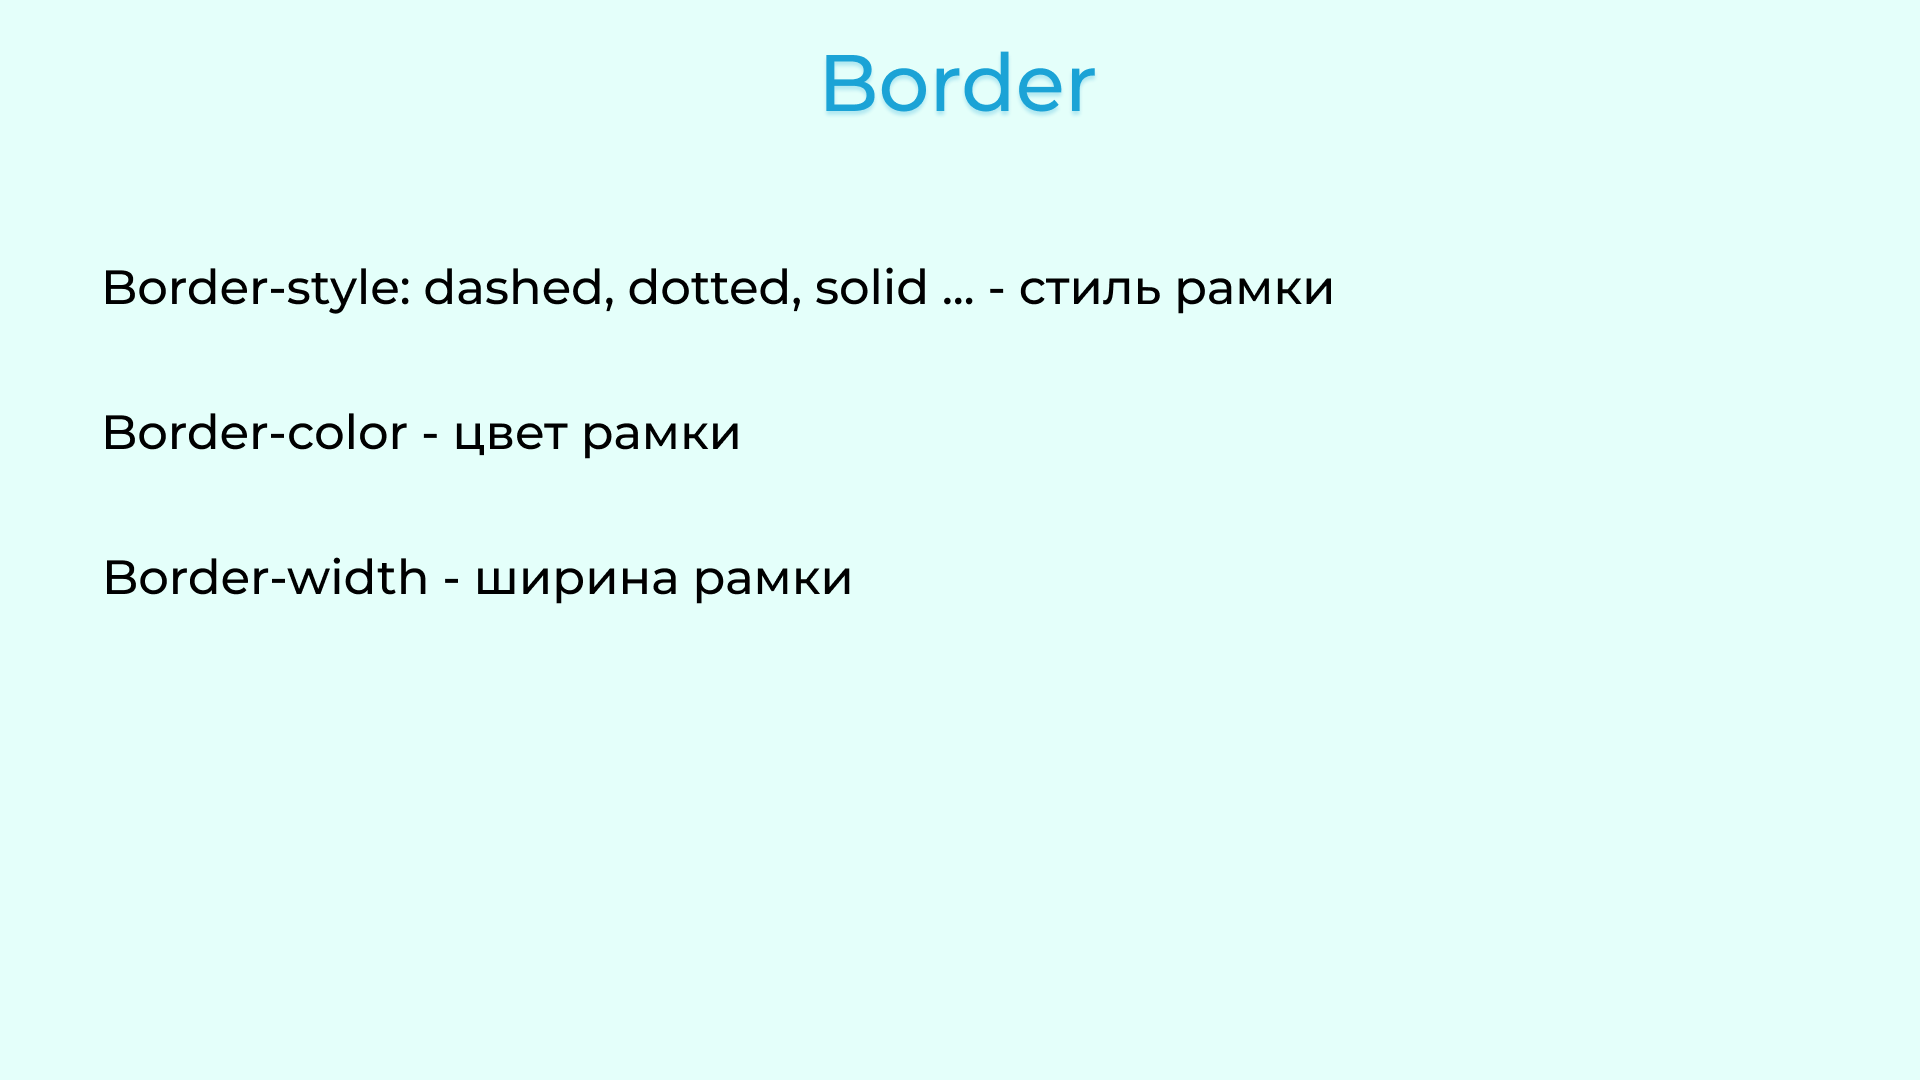 Border
Border-style: dashed, dotted, solid ... - стиль рамки
Border-color - цвет рамки
Border-width - ширина рамки